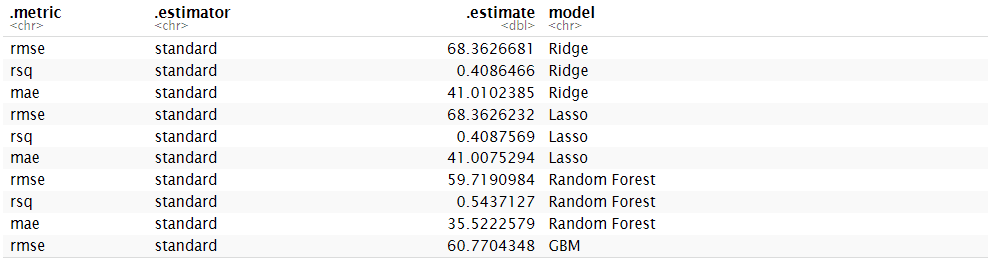 .metric .estimator .estimate model
<chr> <chr> <dbl> <chr>
rmse standard 68.3626681 Ridge
rsq standard 0.4086466 Ridge
mae standard 41.0102385 Ridge
rmse standard 68.3626232 Lasso
rsq standard 0.4087569 Lasso
mae standard 41.0075294 Lasso
rmse standard 59.7190984 Random Forest
rsq standard 0.5437127 Random Forest
mae standard 35.5222579 Random Forest
rmse standard 60.7704348 GBM